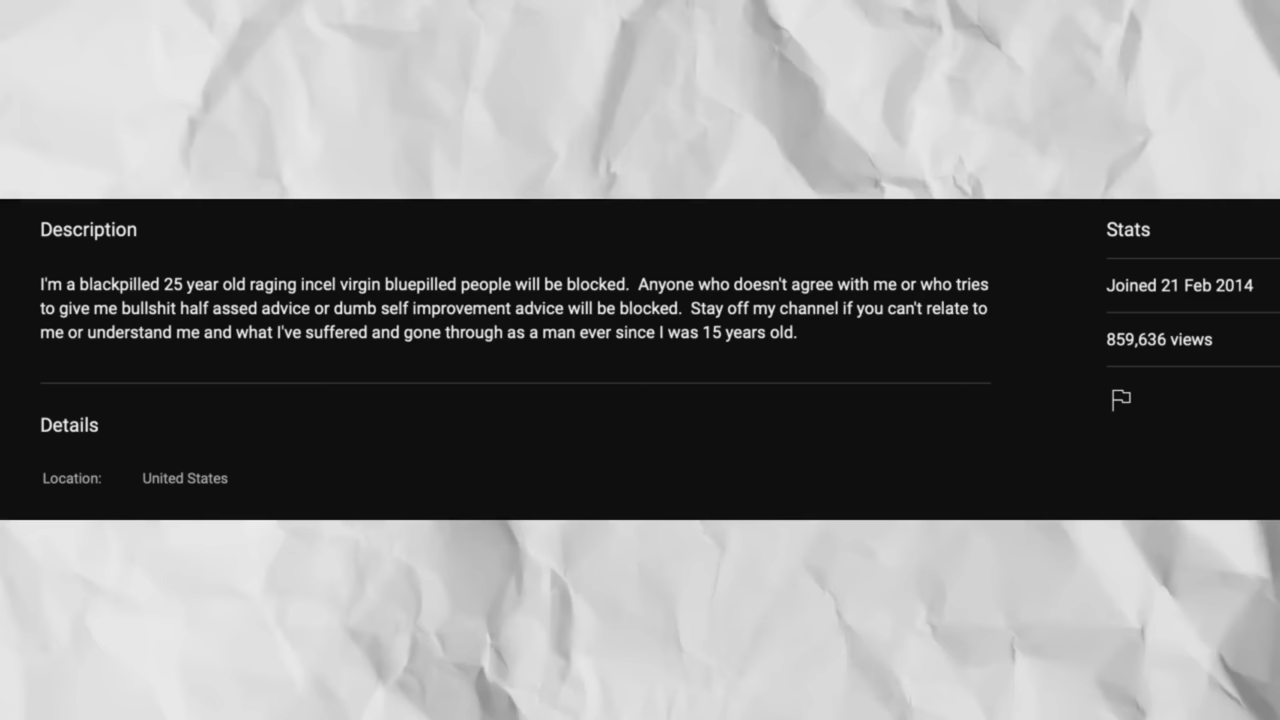 Description
I'm a blackpilled 25 year old raging incel virgin bluepilled people will be blocked.  Anyone who doesn't agree with me or who tries
to give me bullshit half assed advice or dumb self improvement advice will be blocked.  Stay off my channel if you can't relate to
me or understand me and what I've suffered and gone through as a man ever since I was 15 years old.
Details
Location: United States
Stats
Joined 21 Feb 2014
859,636 views